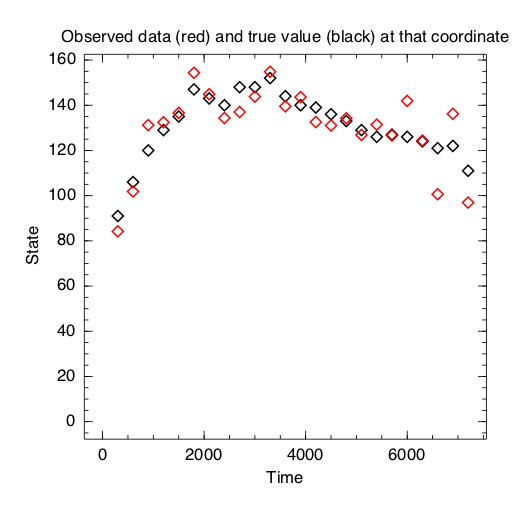 Observed data (red) and true value (black) at that coordinate
160
140
120
100
80
60
40
20
0
State
0 2000 4000 6000
Time